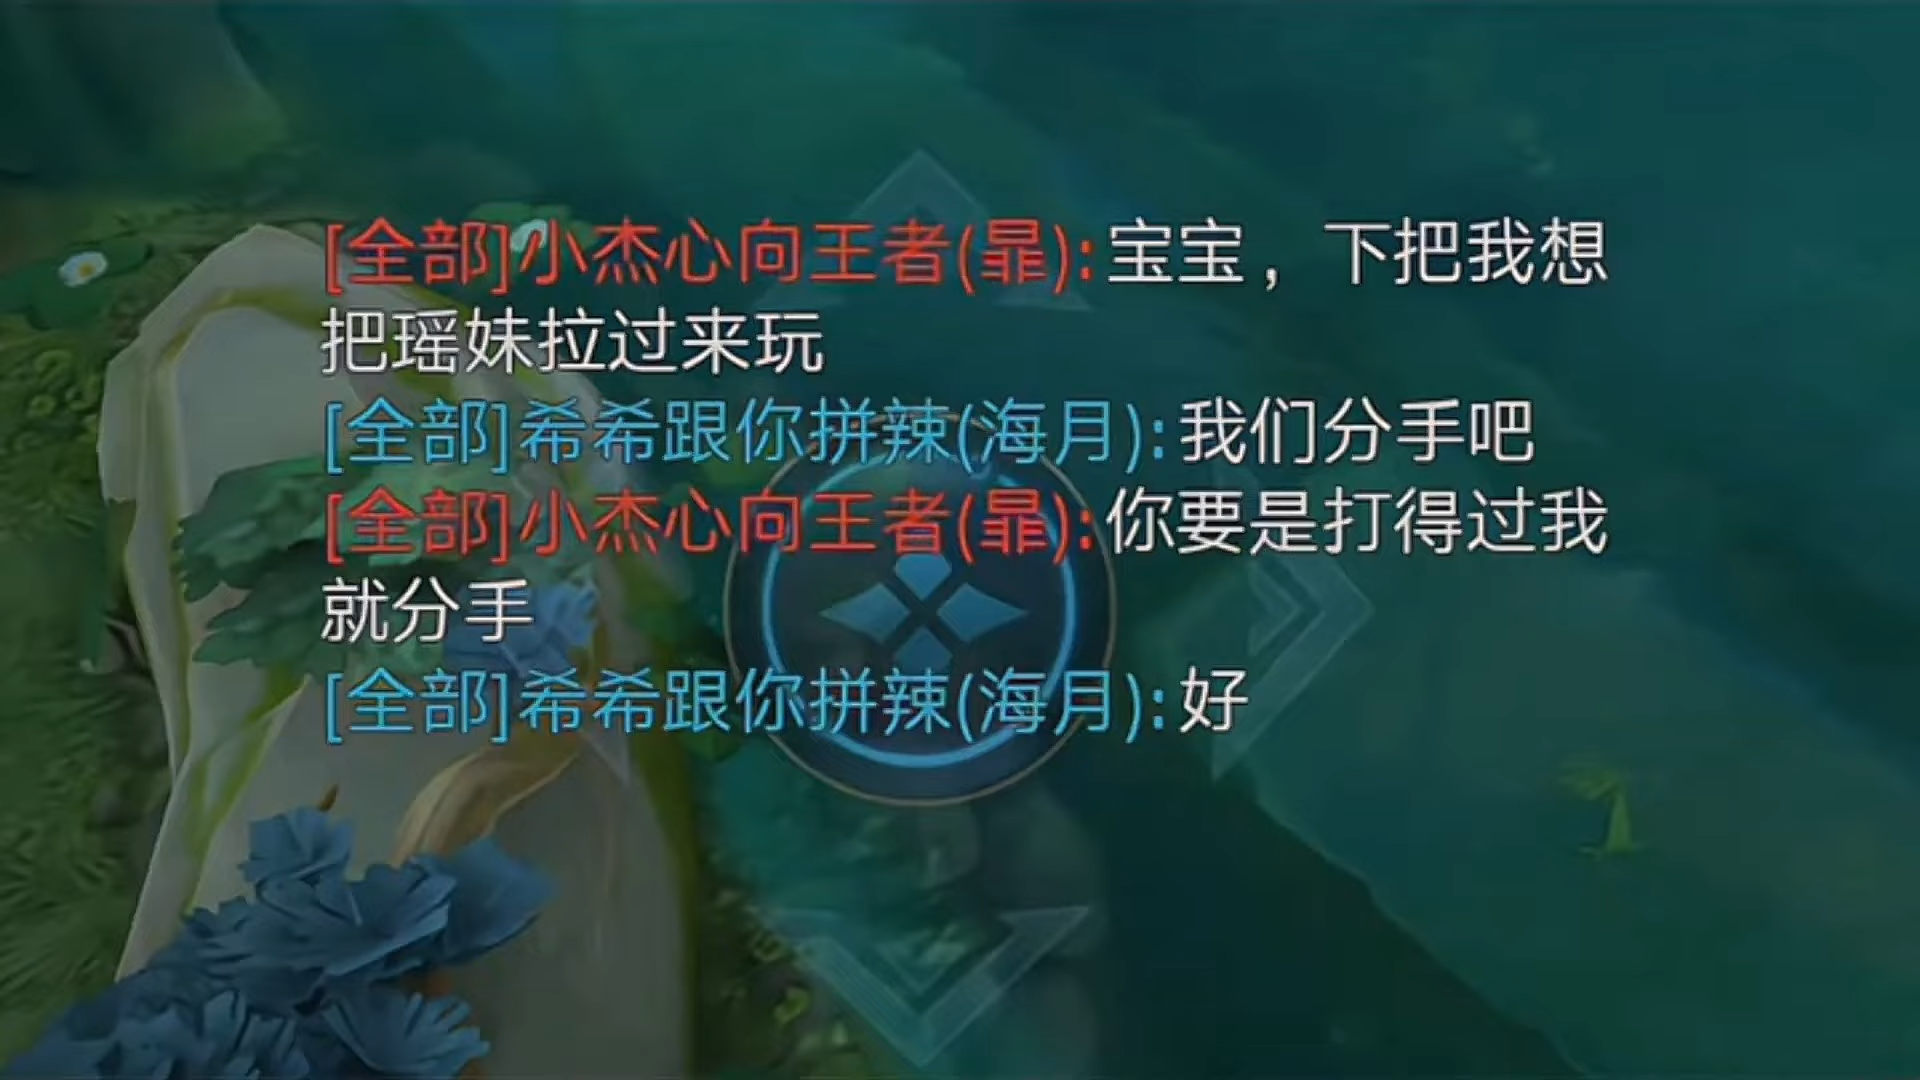 [全部]小杰心向王者(暃):宝宝，下把我想
把瑶妹拉过来玩
[全部]希希跟你拼辣(海月):我们分手吧
[全部]小杰心向王者(暃):你要是打得过我
就分手
[全部]希希跟你拼辣(海月):好